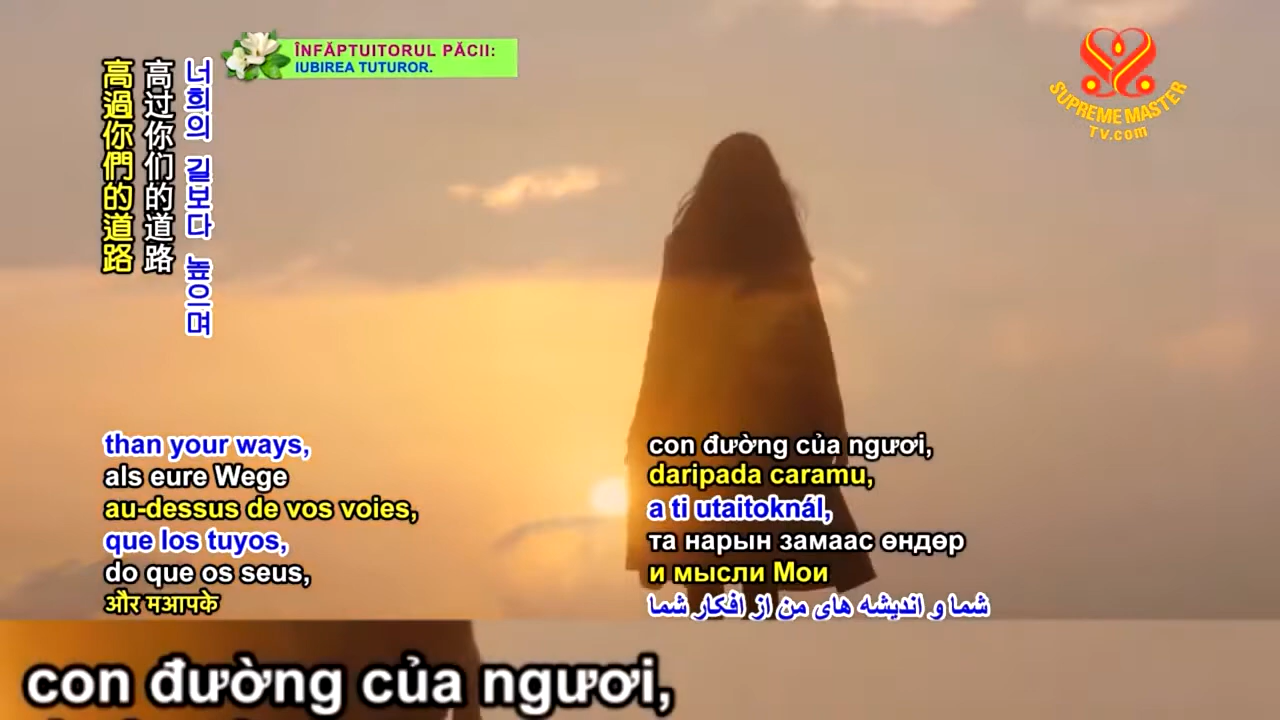 ÎNFĂPTUITORUL PĂCII:
IUBIREA TUTUROR.
SUPREME MASTER
TV.com
高過你們的道路
高过你们的道路
너희의 길보다 높이며
than your ways,
als eure Wege
au-dessus de vos voies,
que los tuyos,
do que os seus,
और मआपके
con đường của ngươi,
daripada caramu,
a ti utaitoknál,
та нарын замаас өндөр
и мысли Мои
شما و اندیشه های من از افکار شما
con đường của ngươi,